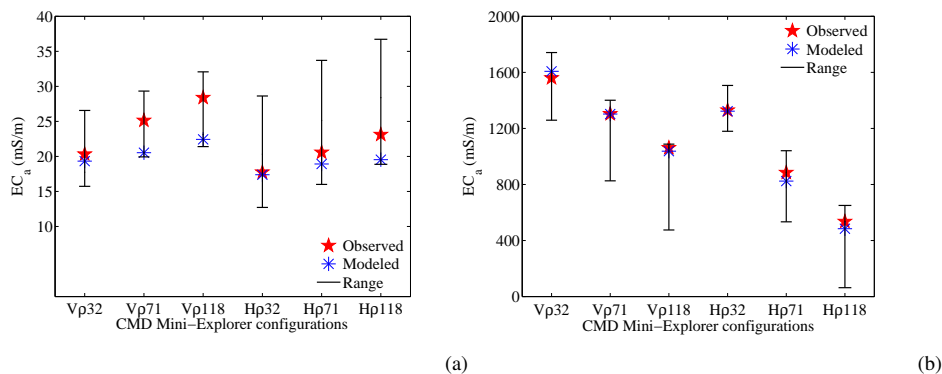 40
35
30
25
20
15
10
ECa (mS/m)
Observed
Modeled
Range
Vρ32 Vρ71 Vρ118 Hρ32 Hρ71 Hρ118
CMD Mini−Explorer configurations
(a)
2000
1600
1200
800
400
0
ECa (mS/m)
Observed
Modeled
Range
Vρ32 Vρ71 Vρ118 Hρ32 Hρ71 Hρ118
CMD Mini−Explorer configurations
(b)